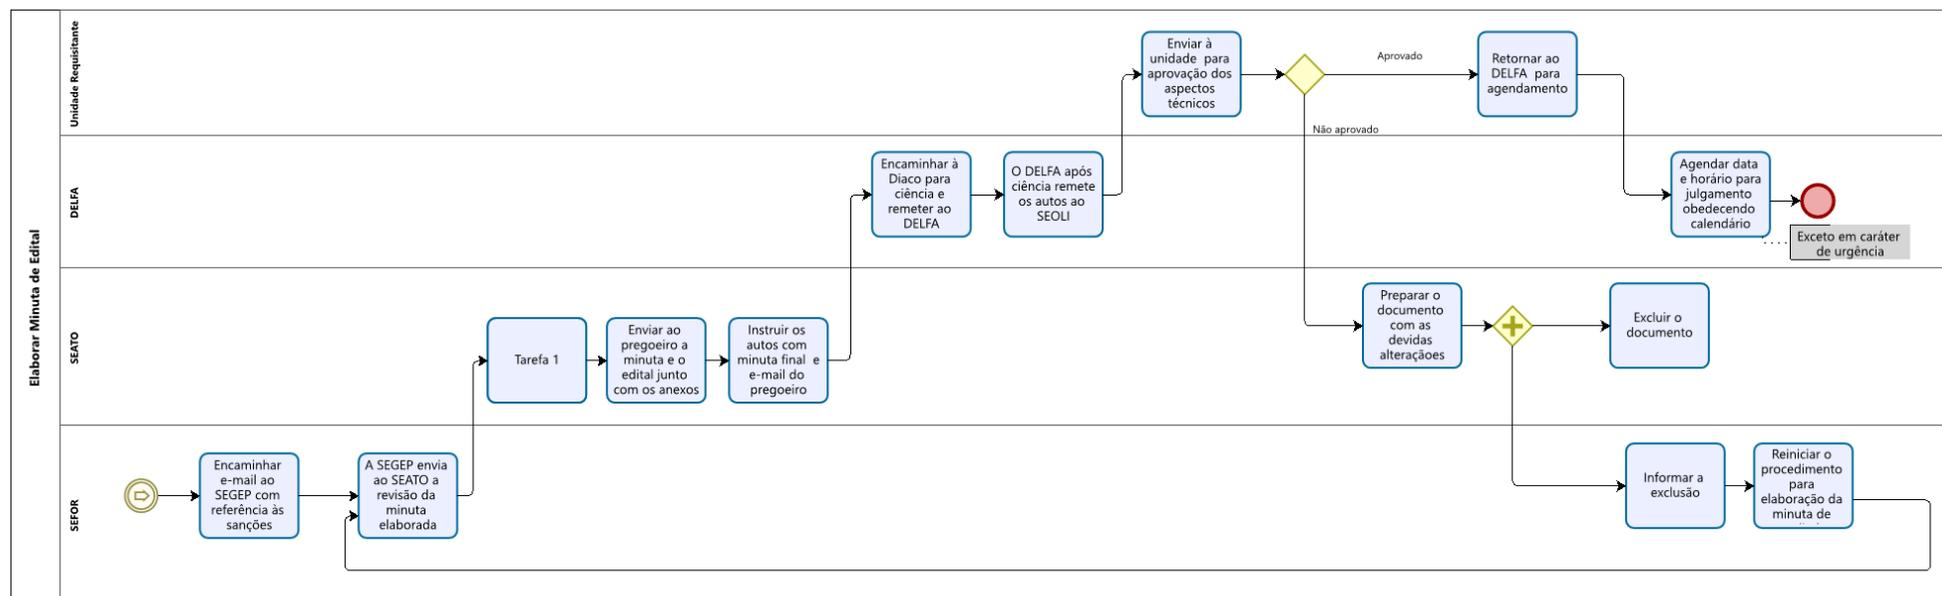 Elaborar Minuta de Edital
Unidade Requisitante
Enviar à
unidade para
aprovação dos
aspectos
técnicos
Aprovado
Não aprovado
Retornar ao
DELFA para
agendamento
DELFA
Encaminhar à
Diaco para
ciência e
remeter ao
DELFA
O DELFA após
ciência remete
os autos ao
SEOLI
Agendar data
e horário para
julgamento
obedecendo
calendário
Exceto em caráter
de urgência
SEATO
Tarefa 1
Enviar ao
pregoeiro a
minuta e o
edital junto
com os anexos
Instruir os
autos com
minuta final e
e-mail do
pregoeiro
Preparar o
documento
com as
devidas
alteraçãoes
Excluir o
documento
SEFOR
Encaminhar
e-mail ao
SEGEP com
referência às
sanções
A SEGEP envia
ao SEATO a
revisão da
minuta
elaborada
Informar a
exclusão
Reiniciar o
procedimento
para
elaboração da
minuta de